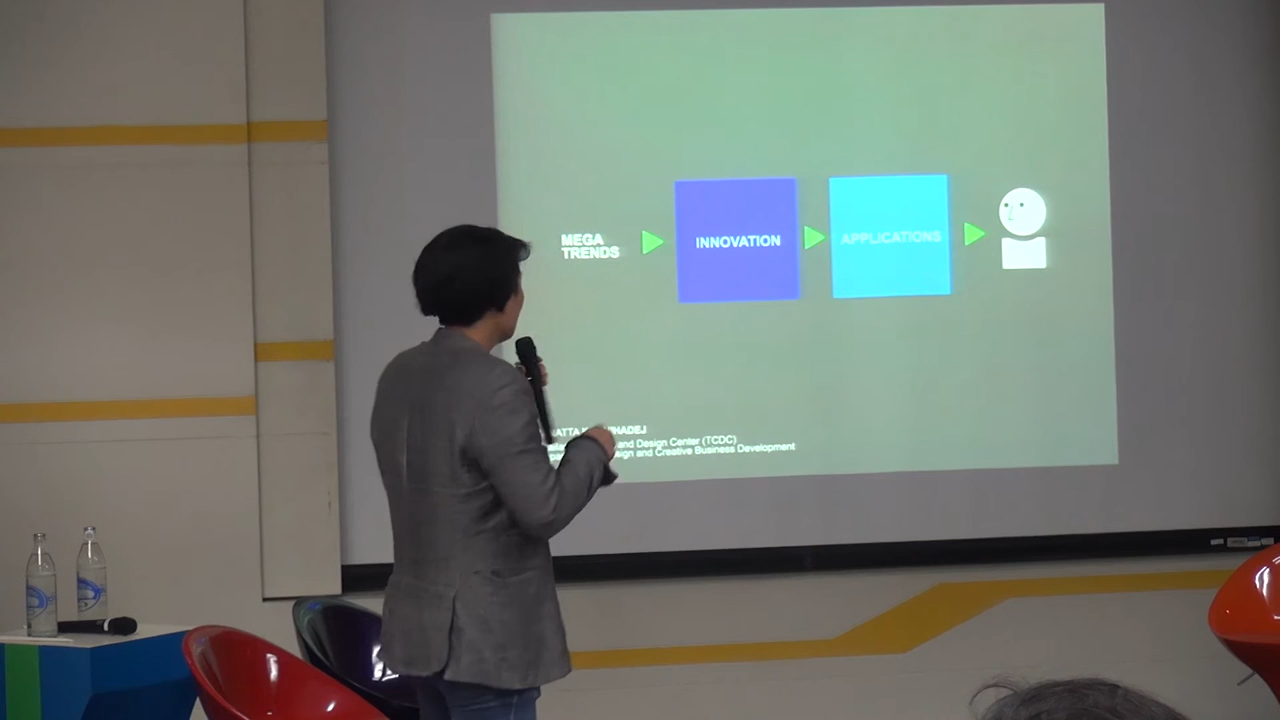 MEGA
TRENDS
INNOVATION
APPLICATIONS
and Design Center (TCDC)
and Creative Business Development